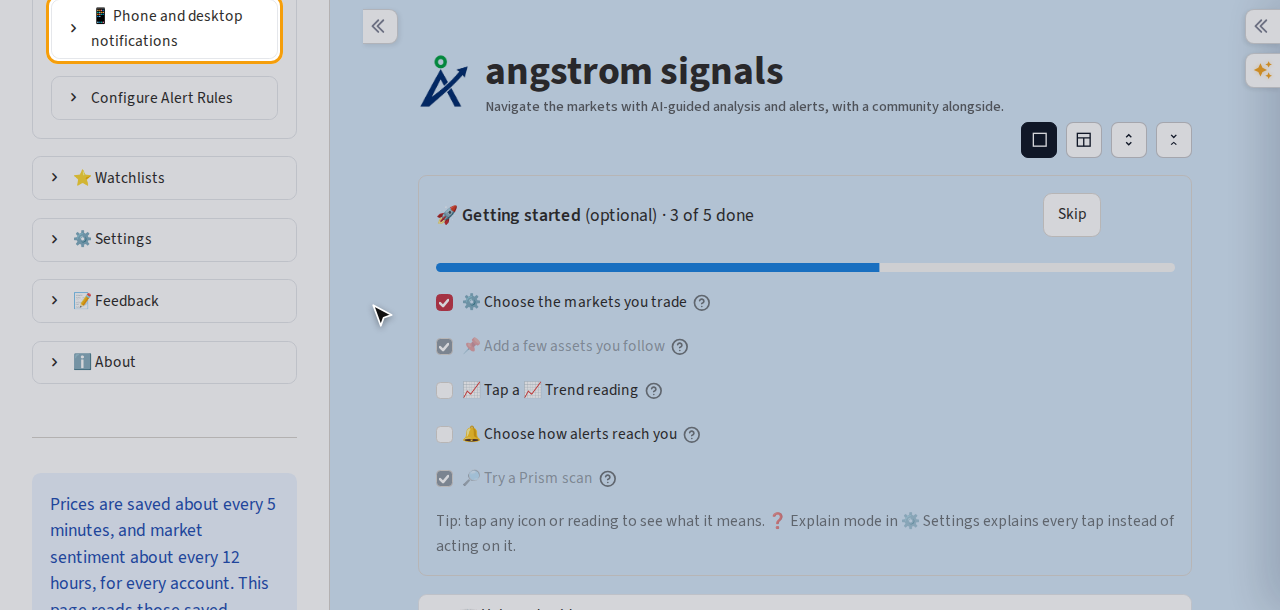 📱 Phone and desktop
notifications
Configure Alert Rules
⭐ Watchlists
⚙️ Settings
📝 Feedback
ℹ️ About
Prices are saved about every 5
minutes, and market
sentiment about every 12
hours, for every account. This
page reads those saved
angstrom signals
Navigate the markets with AI-guided analysis and alerts, with a community alongside.
🚀 Getting started (optional) · 3 of 5 done
Skip
⚙️ Choose the markets you trade
📌 Add a few assets you follow
📈 Tap a 📈 Trend reading
🔔 Choose how alerts reach you
🔎 Try a Prism scan
Tip: tap any icon or reading to see what it means. ❓ Explain mode in ⚙️ Settings explains every tap instead of
acting on it.